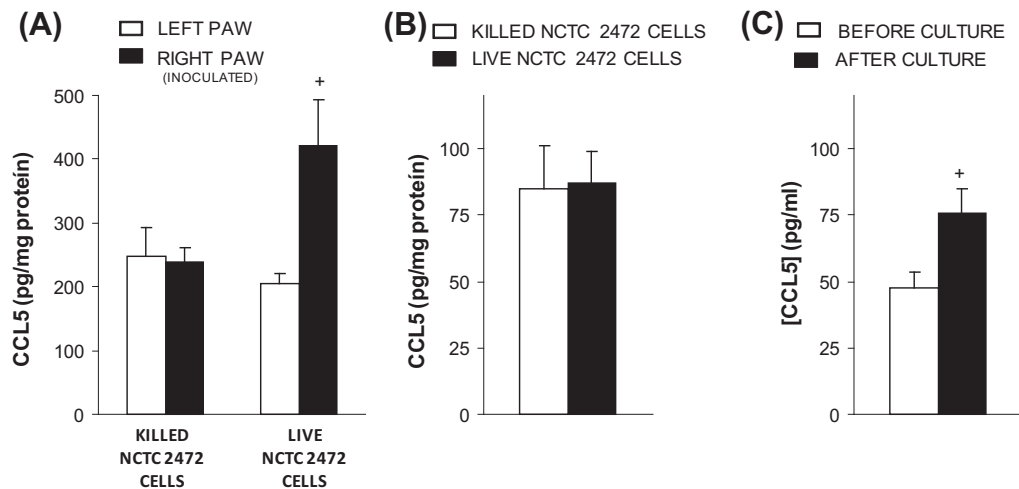 (A)
LEFT PAW
RIGHT PAW
(INOCULATED)
CCL5 (pg/mg proteín)
500
400
300
200
100
0
+
KILLED
NCTC 2472
CELLS
LIVE
NCTC 2472
CELLS
(B)
KILLED NCTC 2472 CELLS
LIVE NCTC 2472 CELLS
CCL5 (pg/mg proteín)
100
75
50
25
0
(C)
BEFORE CULTURE
AFTER CULTURE
[CCL5] (pg/ml)
100
75
50
25
0
+